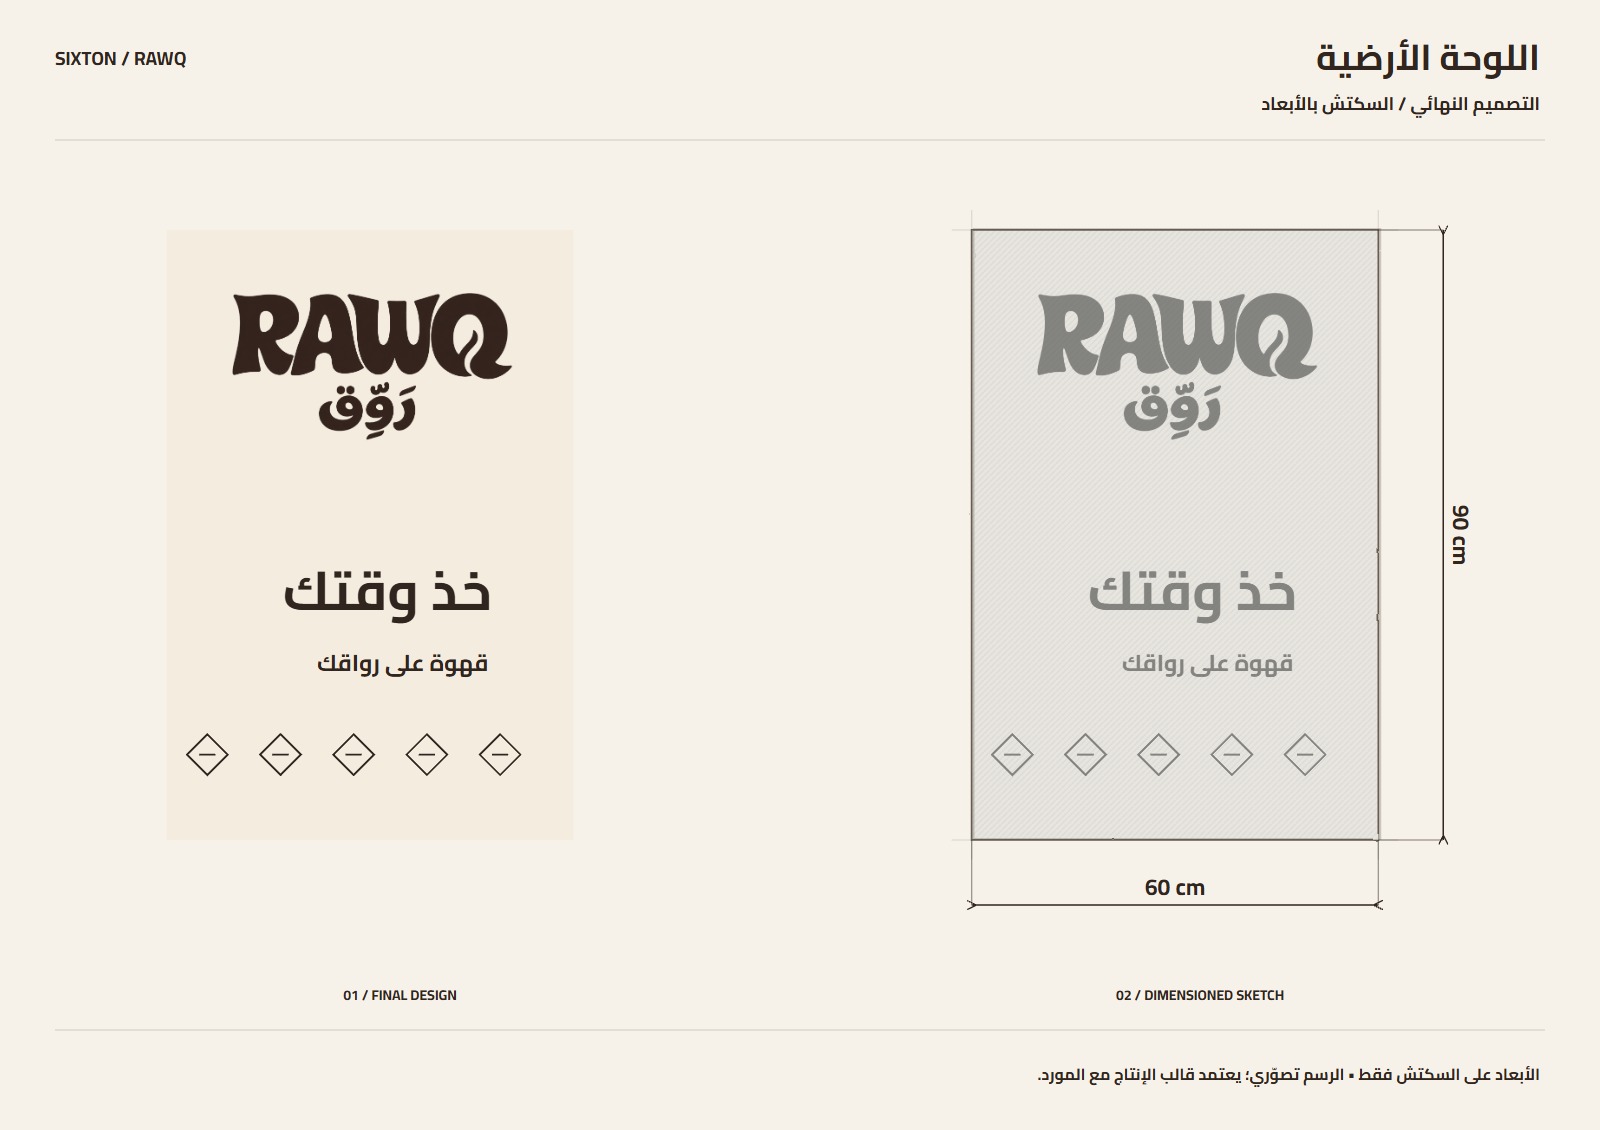 SIXTON / RAWQ
اللوحة الأرضية
التصميم النهائي / السكتش بالأبعاد
RAWQ
رَوِّق
خذ وقتك
قهوة على رواقك
RAWQ
رَوِّق
خذ وقتك
قهوة على رواقك
90 cm
60 cm
01 / FINAL DESIGN
02 / DIMENSIONED SKETCH
الأبعاد على السكتش فقط • الرسم تصوّري؛ يعتمد قالب الإنتاج مع المورد.